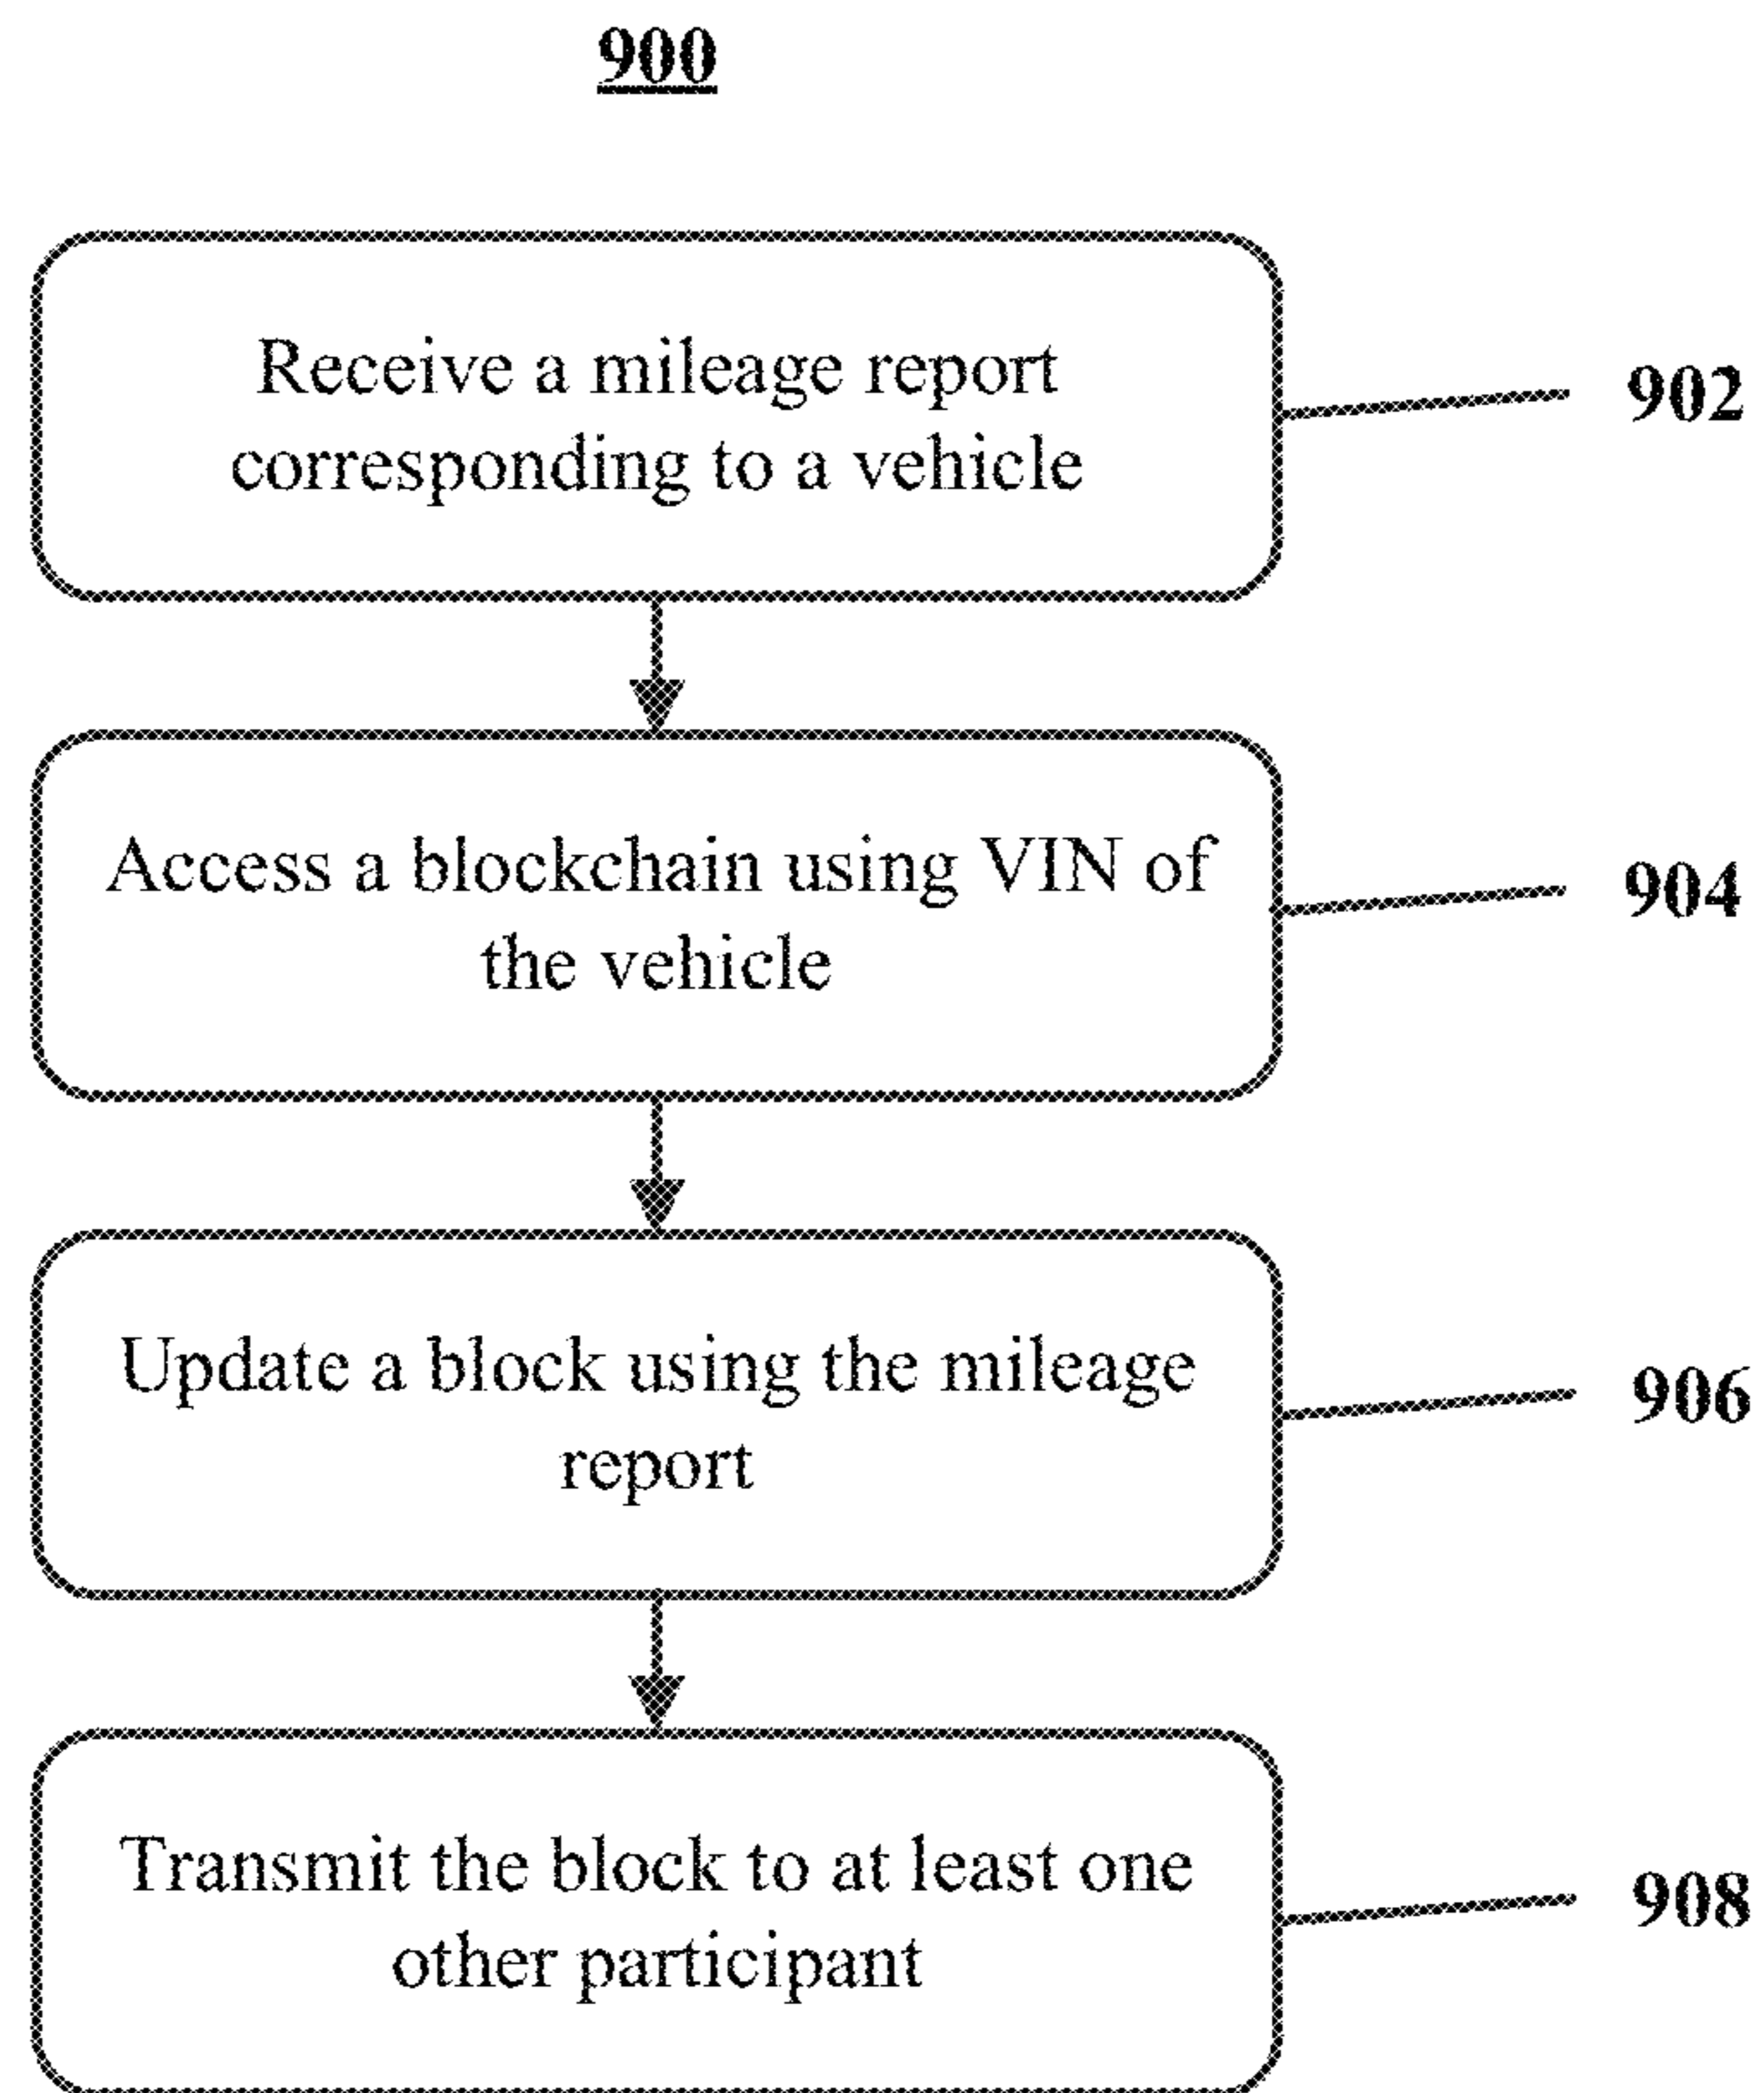 900
Receive a mileage report
corresponding to a vehicle
902
Access a blockchain using VIN of
the vehicle
904
Update a block using the mileage
report
906
Transmit the block to at least one
other participant
908